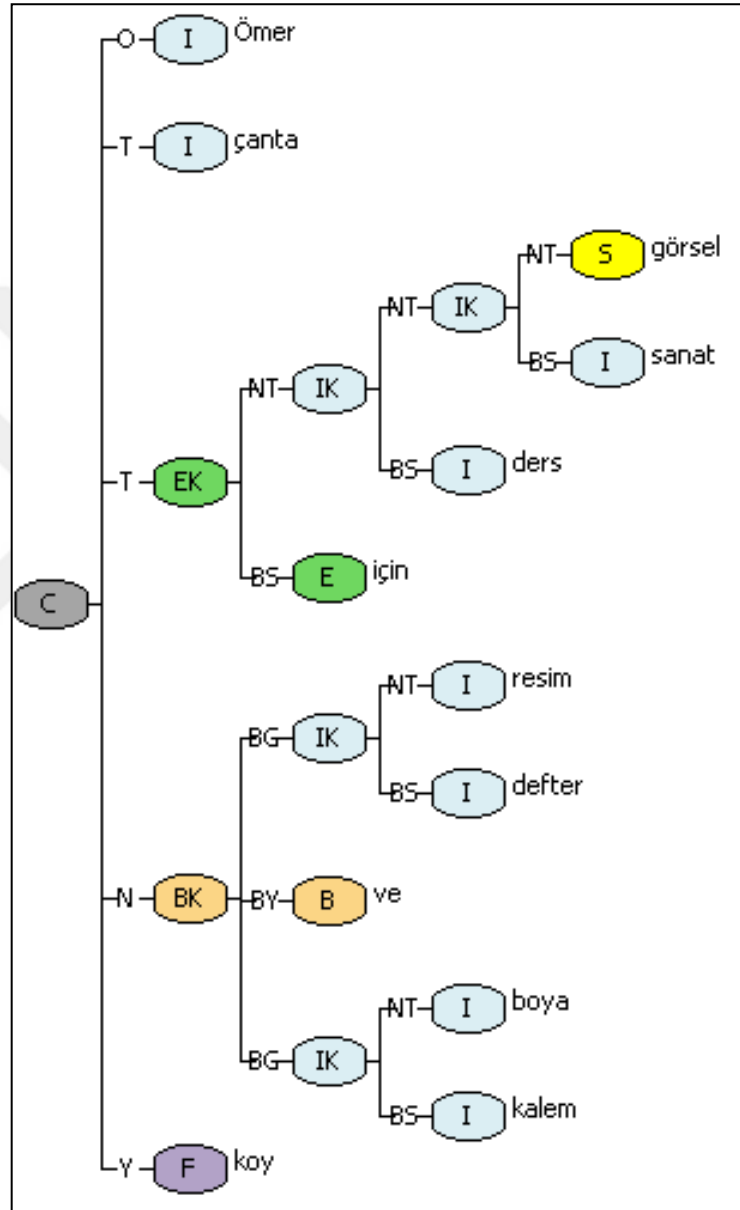 O I Ömer
T I çanta
NT S görsel
NT IK
BS I sanat
NT IK
BS I ders
T EK
BS E için
C
NT I resim
BG IK
BS I defter
N BK BY B ve
NT I boya
BG IK
BS I kalem
Y F koy